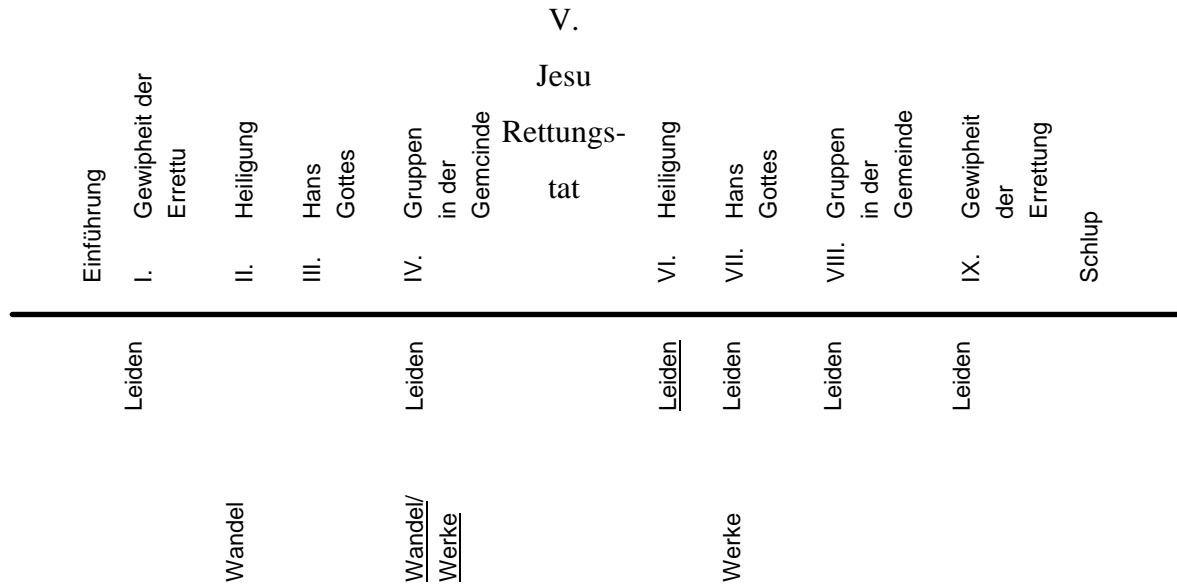 Einführung
I. Gewipheit der
Errettu
II. Heiligung
III. Hans
Gottes
IV. Gruppen
in der
Gemcinde
V.
Jesu
Rettungs-
tat
VI. Heiligung
VII. Hans
Gottes
VIII. Gruppen
in der
Gemeinde
IX. Gewipheit
der
Errettung
Schlup
Leiden
Leiden
Leiden
Leiden
Leiden
Leiden
Wandel
Wandel/
Werke
Werke